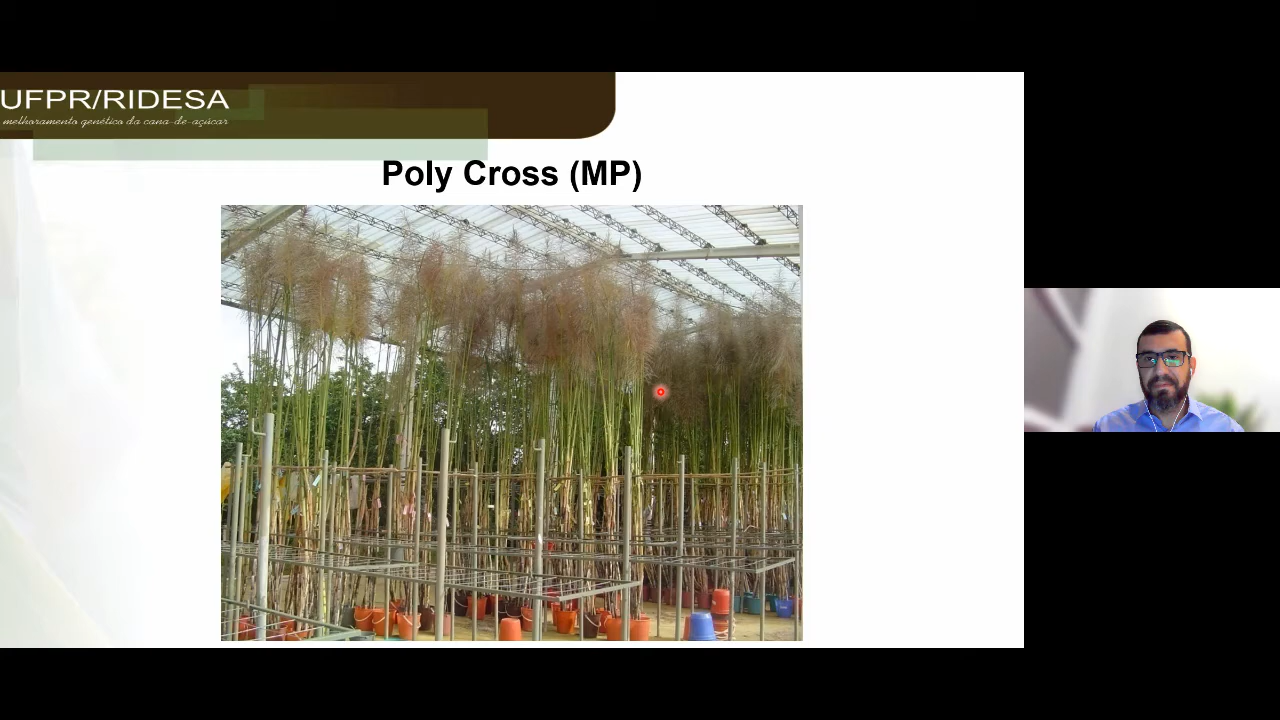 UFPR/RIDESA
melhoramento genético da cana-de-açúcar
Poly Cross (MP)